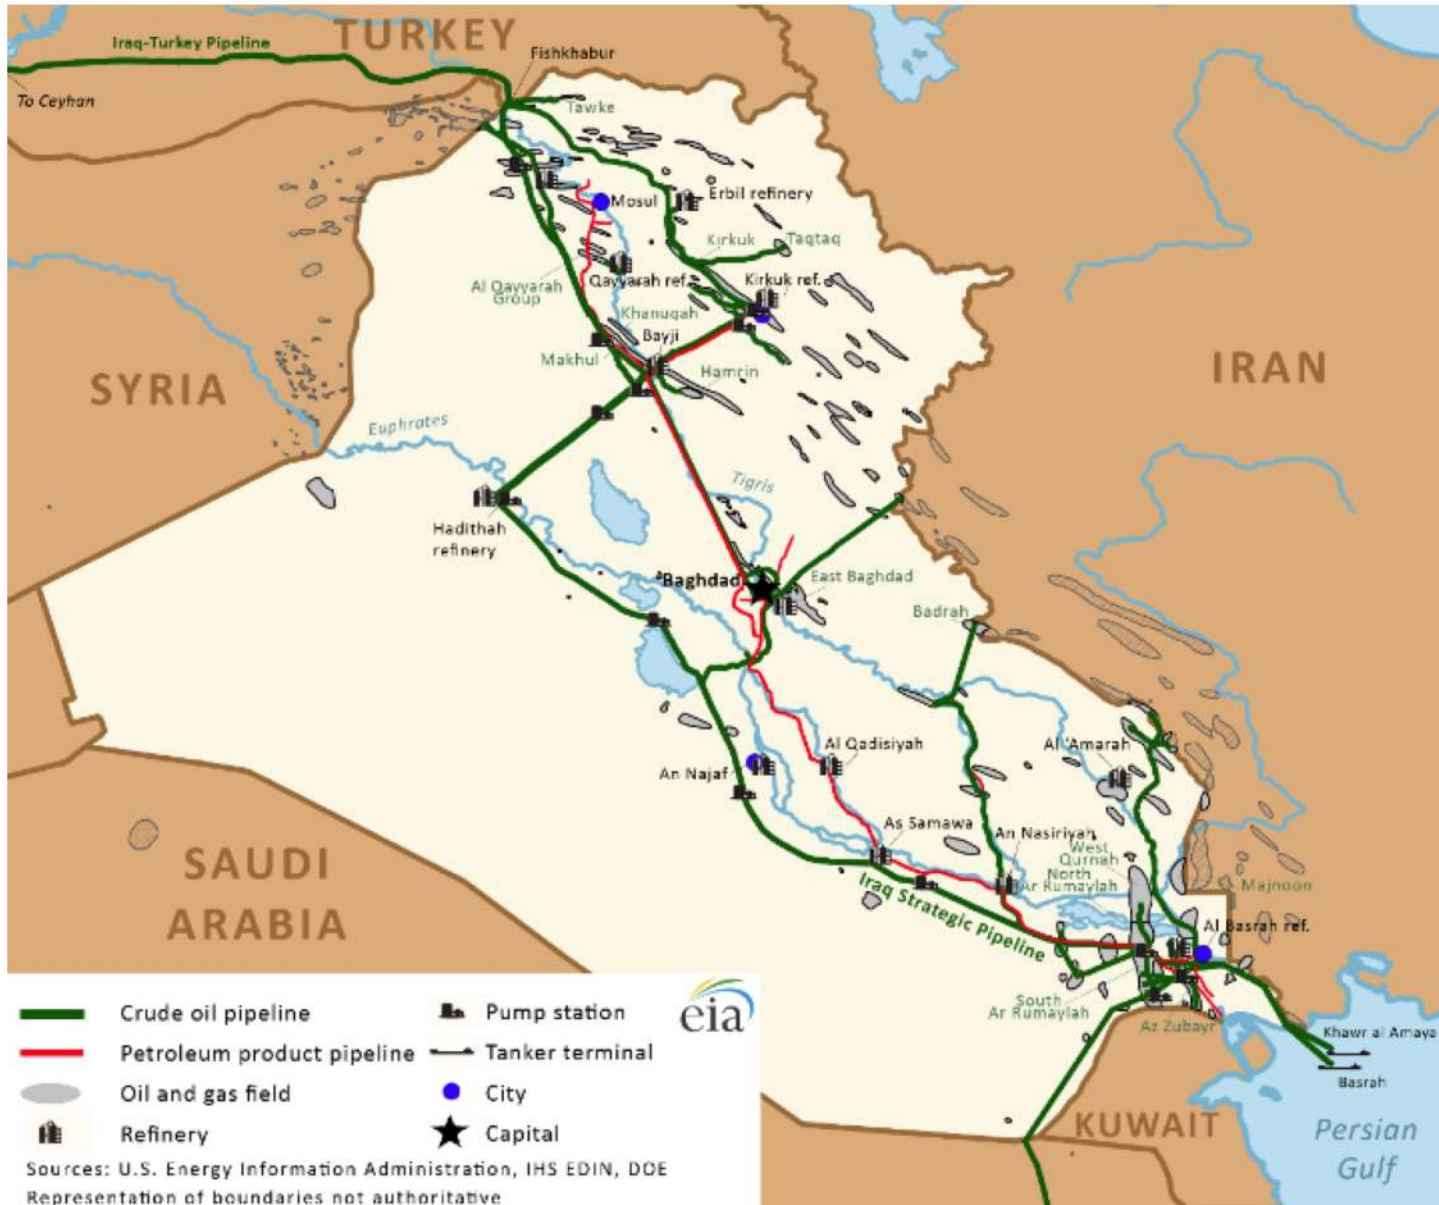 TURKEY
Iraq-Turkey Pipeline
Fishkhabur
To Ceyhan
Tawke
Erbil refinery
Mosul
Kirkuk
Taqtaq
Qayyarah ref.
Kirkuk ref.
Al Qayyarah
Group
Khanuqah
Bayji
Makhul
Hamrin
SYRIA
IRAN
Euphrates
Tigris
Hadithah
refinery
Baghdad
East Baghdad
Badrah
Al Qadisiyah
Al 'Amarah
An Najaf
As Samawa
An Nasiriyah
West
Qurnah
North
Ar Rumaylah
Majnoon
SAUDI
ARABIA
Iraq Strategic Pipeline
Al Basrah ref.
South
Ar Rumaylah
Az Zubayr
Khawr al Amaya
Basrah
KUWAIT
Persian
Gulf
eia
Crude oil pipeline
Pump station
Petroleum product pipeline
Tanker terminal
Oil and gas field
City
Refinery
Capital
Sources: U.S. Energy Information Administration, IHS EDIN, DOE
Representation of boundaries not authoritative